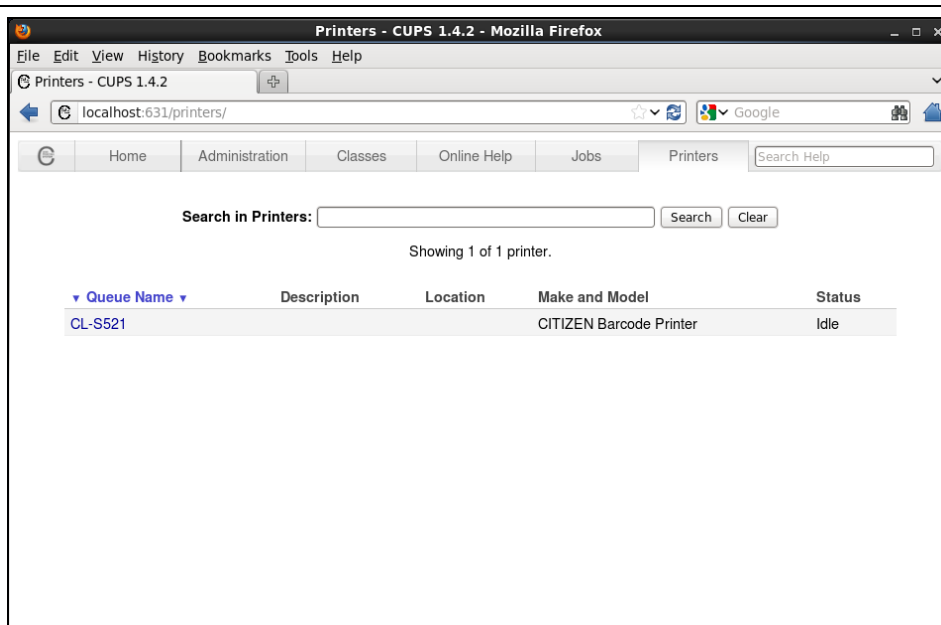 Printers - CUPS 1.4.2 - Mozilla Firefox
File Edit View History Bookmarks Tools Help
Printers - CUPS 1.4.2
localhost:631/printers/ Google
Home Administration Classes Online Help Jobs Printers Search Help
Search in Printers: Search Clear
Showing 1 of 1 printer.
▼ Queue Name ▼ Description Location Make and Model Status
CL-S521 CITIZEN Barcode Printer Idle